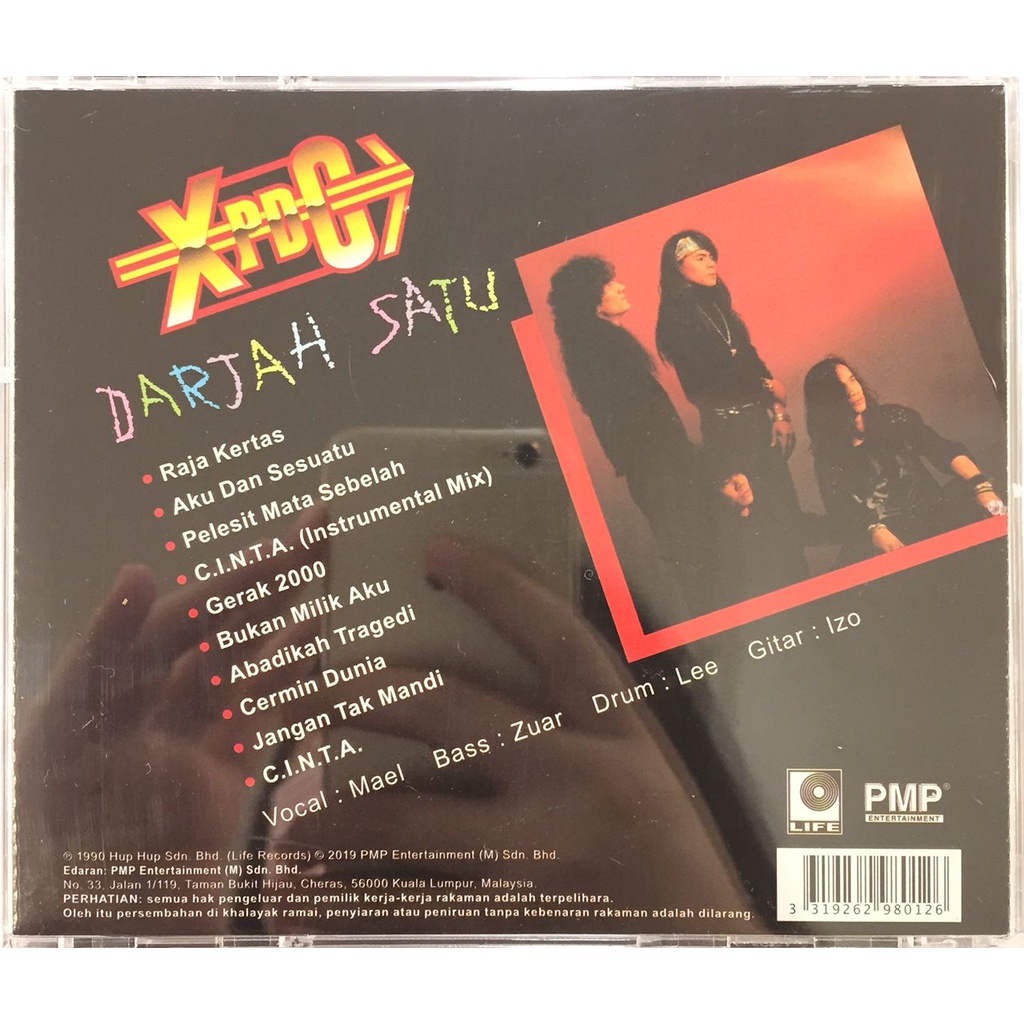 XPDC
DARJAH SATU
• Raja Kertas
• Aku Dan Sesuatu
• Pelesit Mata Sebelah
• C.I.N.T.A. (Instrumental Mix)
• Gerak 2000
• Bukan Milik Aku
• Abadikah Tragedi
• Cermin Dunia
• Jangan Tak Mandi
• C.I.N.T.A.
Vocal : Mael Bass : Zuar Drum : Lee Gitar : Izo
LIFE
PMP®
ENTERTAINMENT
℗ 1990 Hup Hup Sdn. Bhd. (Life Records) © 2019 PMP Entertainment (M) Sdn. Bhd.
Edaran: PMP Entertainment (M) Sdn. Bhd.
No. 33, Jalan 1/119, Taman Bukit Hijau, Cheras, 56000 Kuala Lumpur, Malaysia.
PERHATIAN: semua hak pengeluar dan pemilik kerja-kerja rakaman adalah terpelihara.
Oleh itu persembahan di khalayak ramai, penyiaran atau peniruan tanpa kebenaran rakaman adalah dilarang.
3 319262 980126